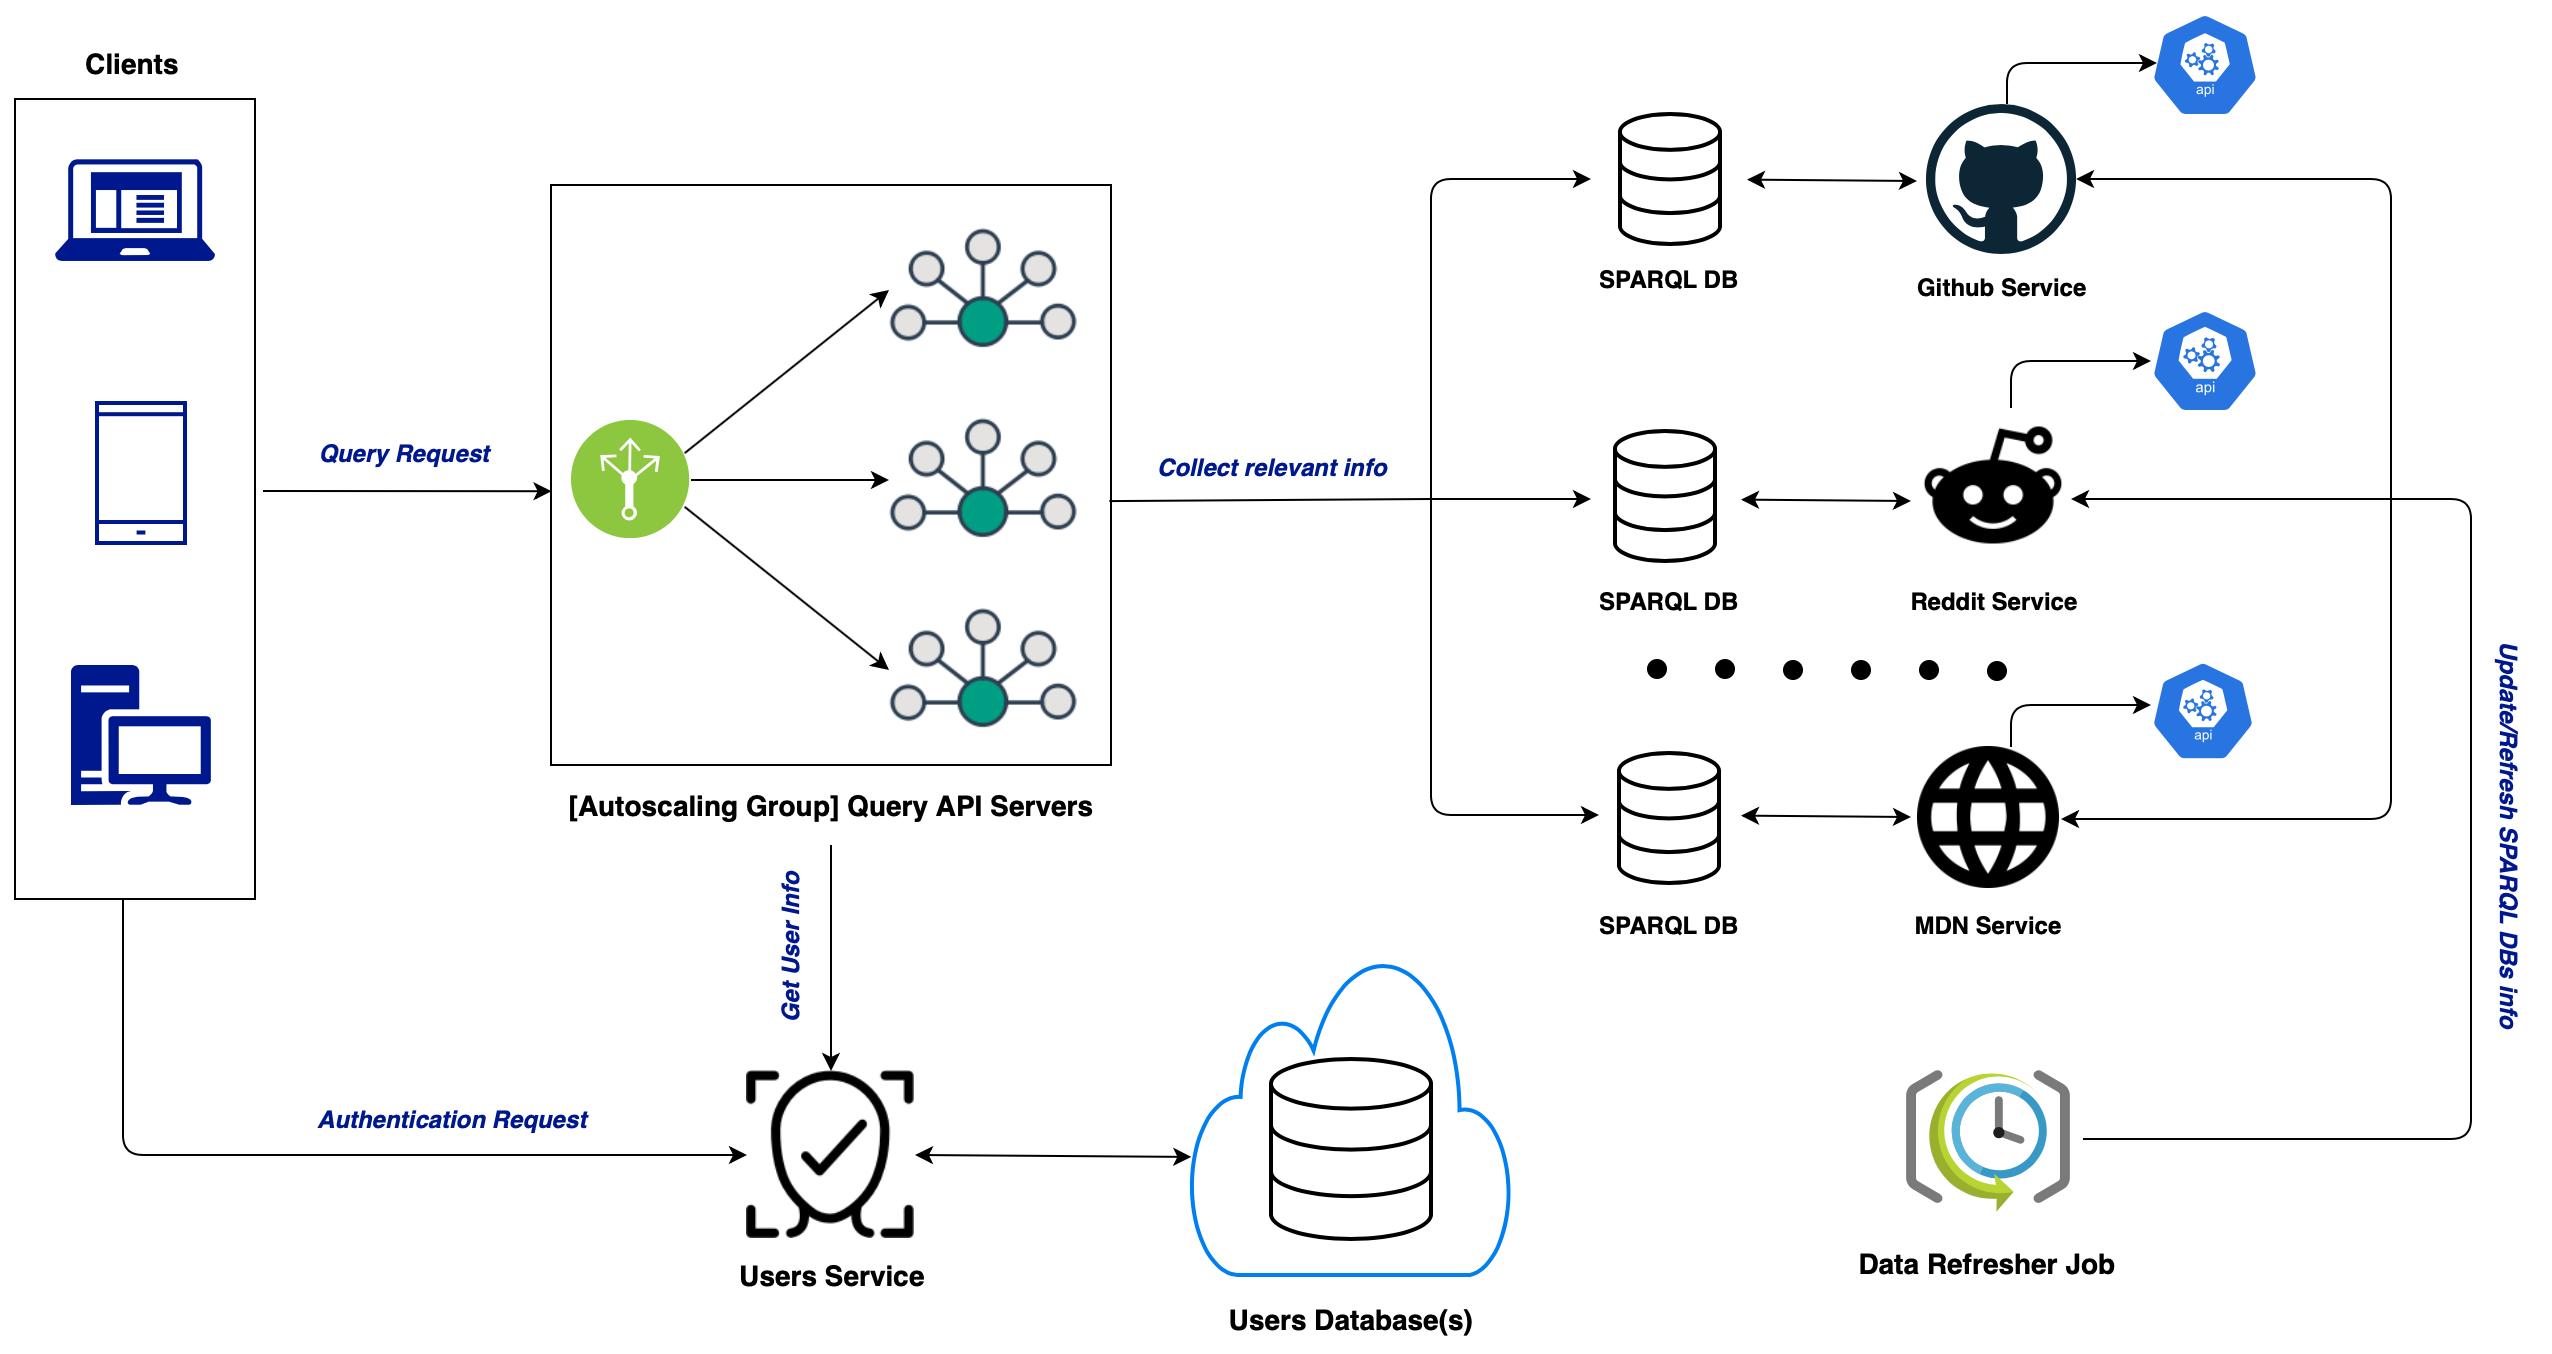 Clients
api
SPARQL DB
Github Service
Query Request
Collect relevant info
api
SPARQL DB
Reddit Service
[Autoscaling Group] Query API Servers
api
SPARQL DB
MDN Service
Get User Info
Update/Refresh SPARQL DBs info
Authentication Request
Users Service
Users Database(s)
Data Refresher Job